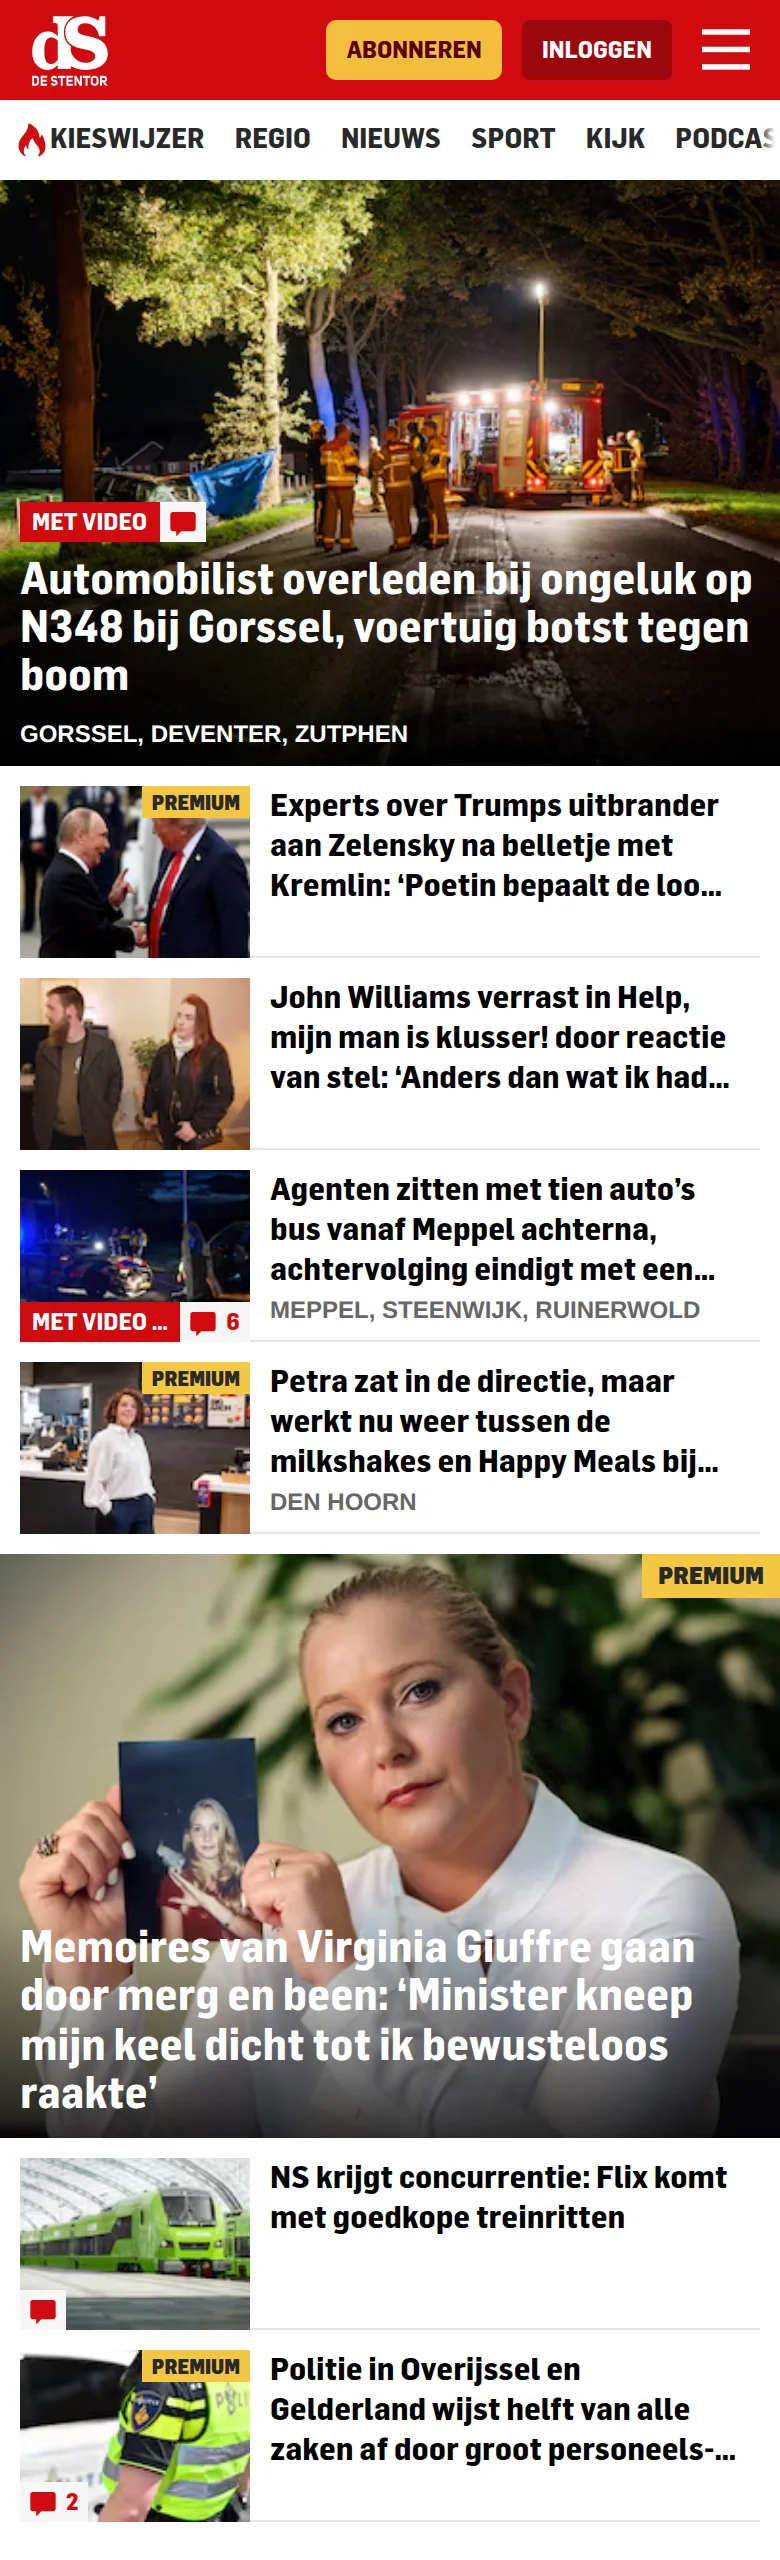 dS
DE STENTOR
ABONNEREN
INLOGGEN
KIESWIJZER REGIO NIEUWS SPORT KIJK PODCAS
MET VIDEO
Automobilist overleden bij ongeluk op
N348 bij Gorssel, voertuig botst tegen
boom
GORSSEL, DEVENTER, ZUTPHEN
PREMIUM
Experts over Trumps uitbrander
aan Zelensky na belletje met
Kremlin: ‘Poetin bepaalt de loo...
John Williams verrast in Help,
mijn man is klusser! door reactie
van stel: ‘Anders dan wat ik had...
MET VIDEO ...
6
Agenten zitten met tien auto’s
bus vanaf Meppel achterna,
achtervolging eindigt met een...
MEPPEL, STEENWIJK, RUINERWOLD
PREMIUM
Petra zat in de directie, maar
werkt nu weer tussen de
milkshakes en Happy Meals bij...
DEN HOORN
PREMIUM
Memoires van Virginia Giuffre gaan
door merg en been: ‘Minister kneep
mijn keel dicht tot ik bewusteloos
raakte’
NS krijgt concurrentie: Flix komt
met goedkope treinritten
PREMIUM
2
Politie in Overijssel en
Gelderland wijst helft van alle
zaken af door groot personeels-...